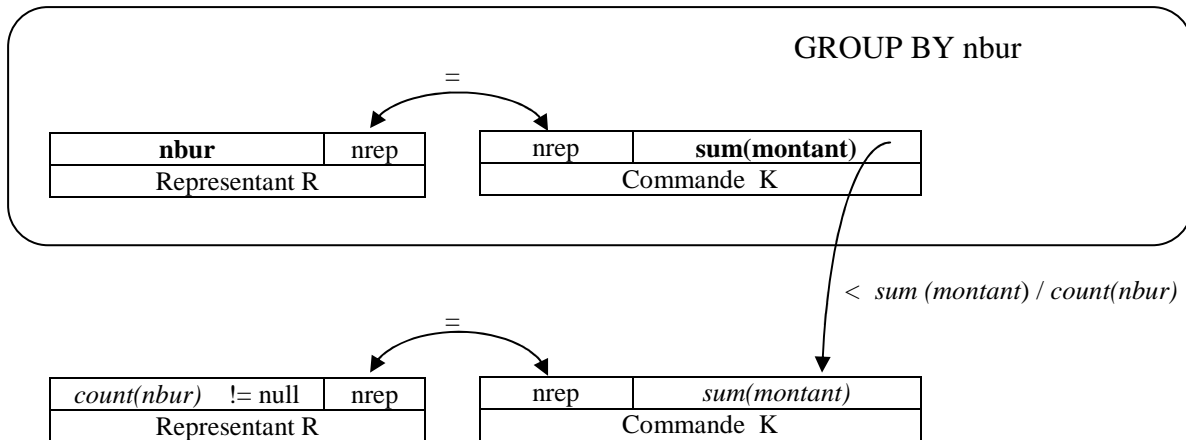 GROUP BY nbur
=
nbur nrep nrep sum(montant)
Representant R Commande K
< sum (montant) / count(nbur)
=
count(nbur) != null nrep nrep sum(montant)
Representant R Commande K